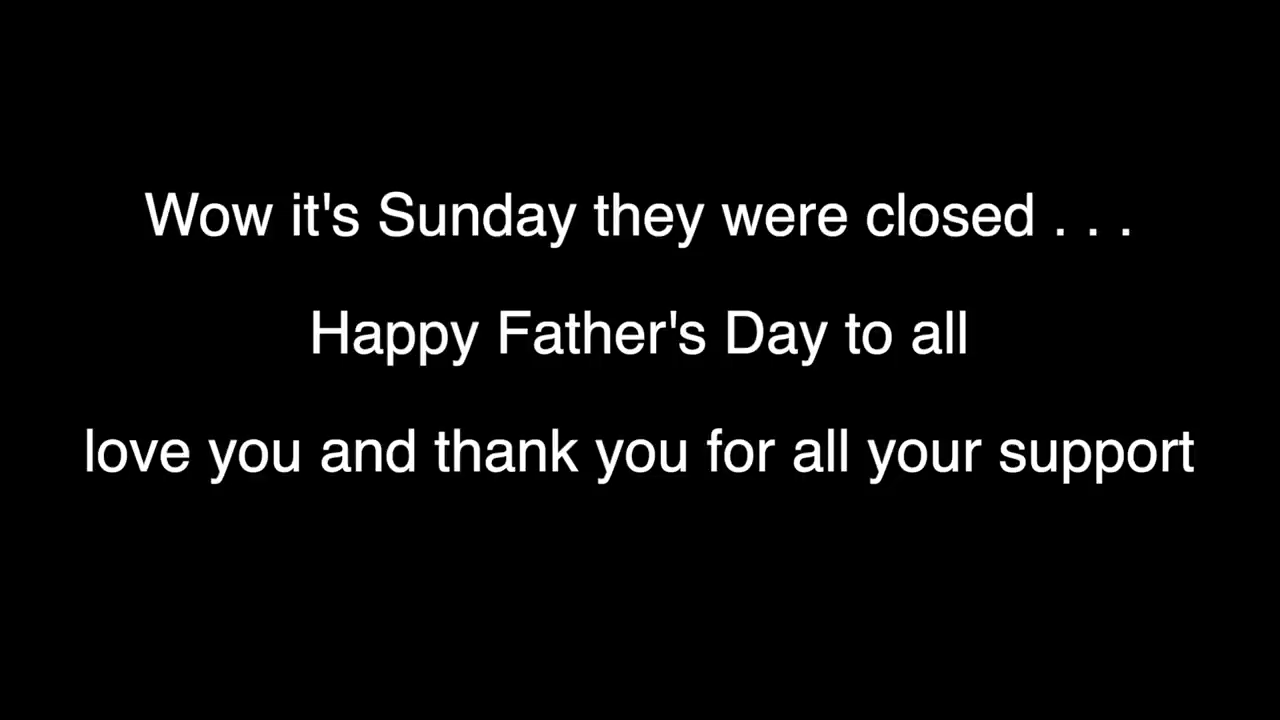 Wow it's Sunday they were closed . . .
Happy Father's Day to all
love you and thank you for all your support